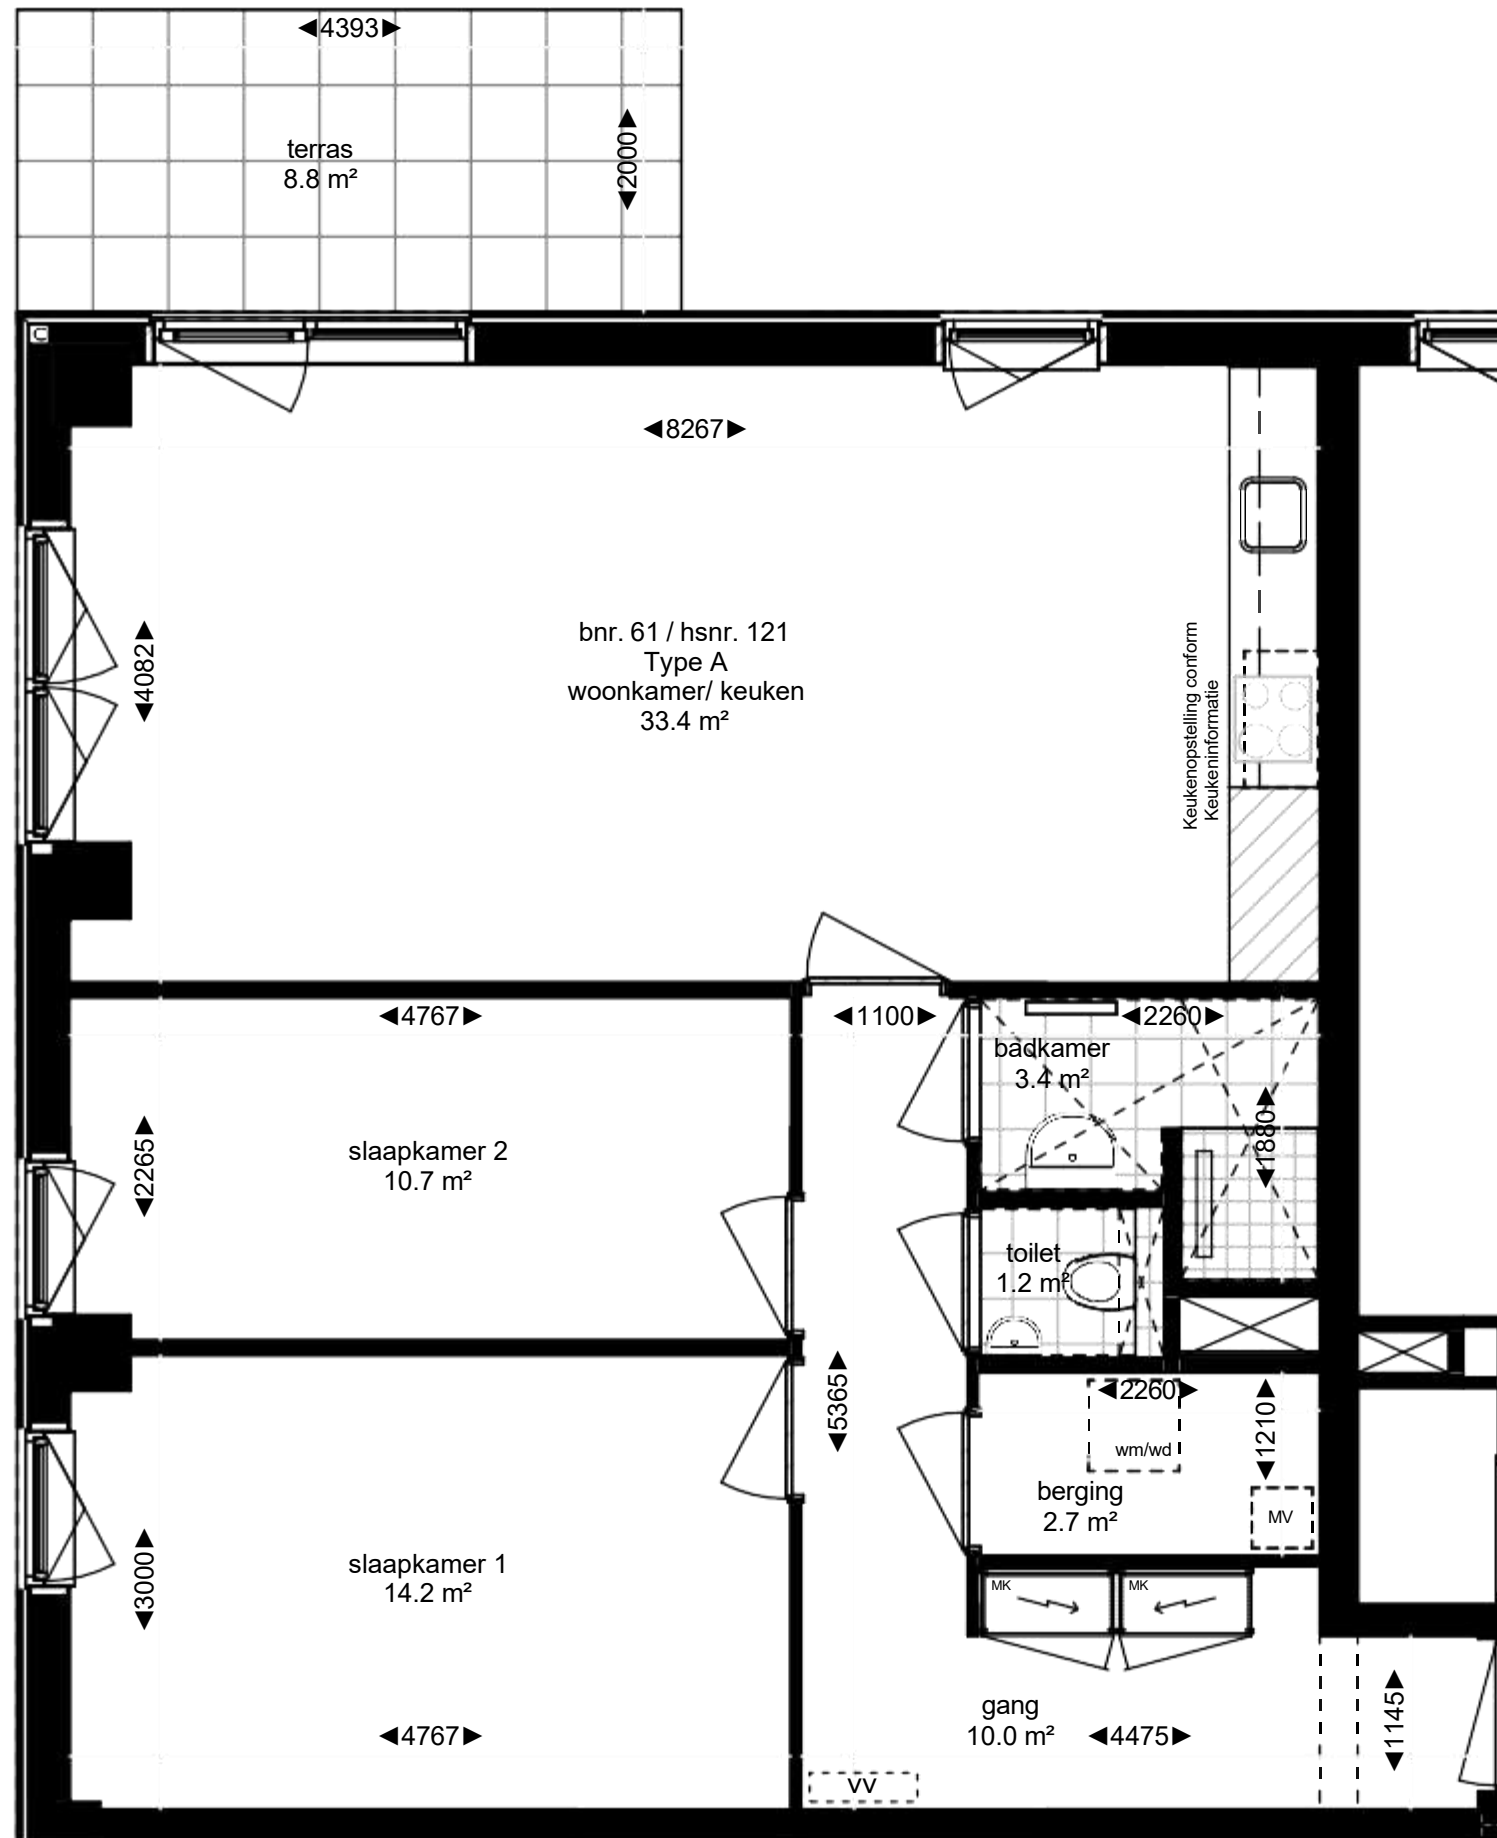 4393
terras
8.8 m²
2000
8267
bnr. 61 / hsnr. 121
Type A
woonkamer/ keuken
33.4 m²
4082
Keukenopstelling conform
Keukeninformatie
4767
1100
2260
badkamer
3.4 m²
1880
slaapkamer 2
10.7 m²
2265
toilet
1.2 m²
5365
2260
1210
wm/wd
berging
2.7 m²
MV
slaapkamer 1
14.2 m²
3000
MK
MK
gang
10.0 m²
4475
1145
4767
VV